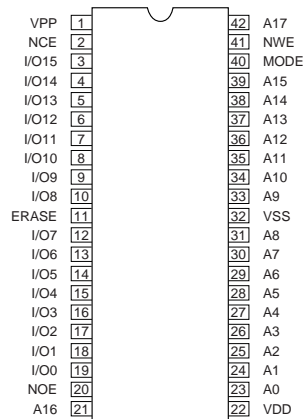 VPP 1 42 A17
NCE 2 41 NWE
I/O15 3 40 MODE
I/O14 4 39 A15
I/O13 5 38 A14
I/O12 6 37 A13
I/O11 7 36 A12
I/O10 8 35 A11
I/O9 9 34 A10
I/O8 10 33 A9
ERASE 11 32 VSS
I/O7 12 31 A8
I/O6 13 30 A7
I/O5 14 29 A6
I/O4 15 28 A5
I/O3 16 27 A4
I/O2 17 26 A3
I/O1 18 25 A2
I/O0 19 24 A1
NOE 20 23 A0
A16 21 22 VDD